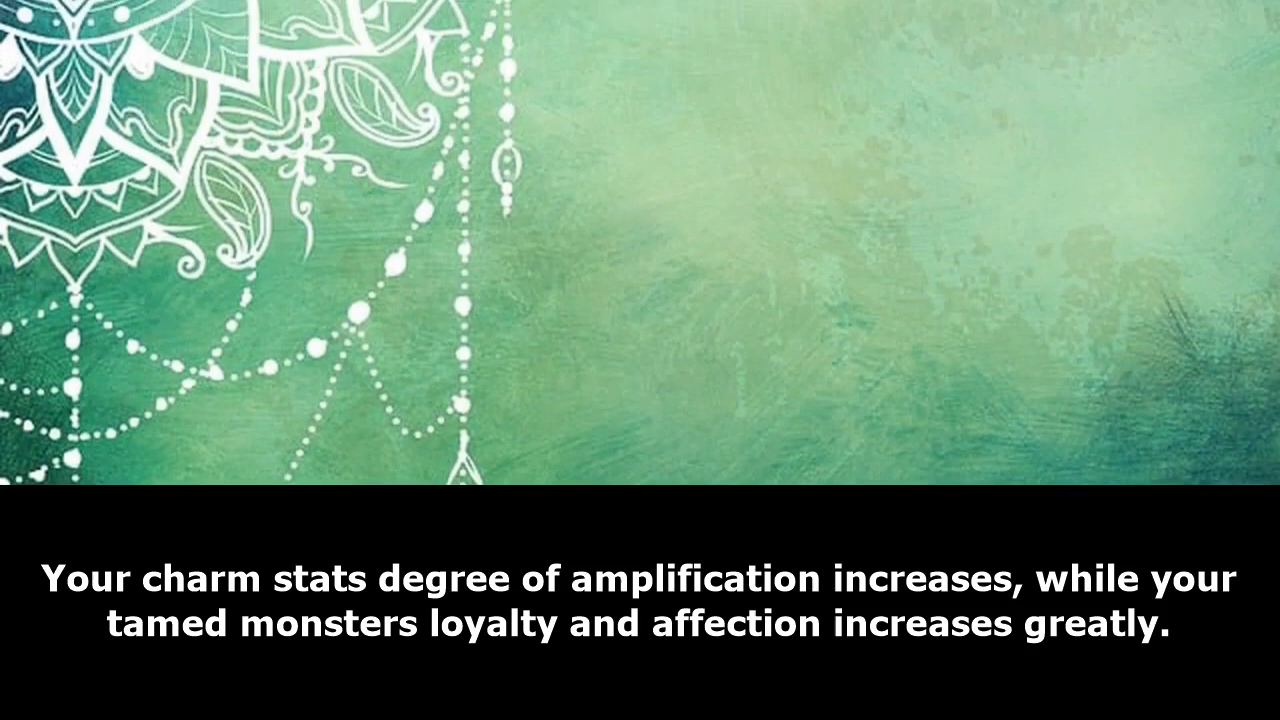 Your charm stats degree of amplification increases, while your
tamed monsters loyalty and affection increases greatly.